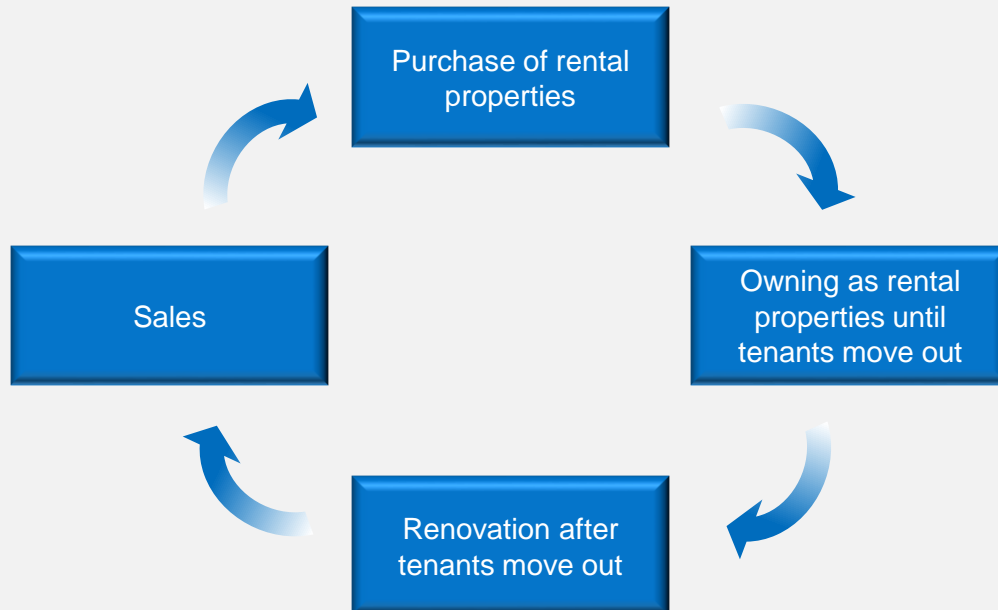 Purchase of rental
properties
Owning as rental
properties until
tenants move out
Renovation after
tenants move out
Sales